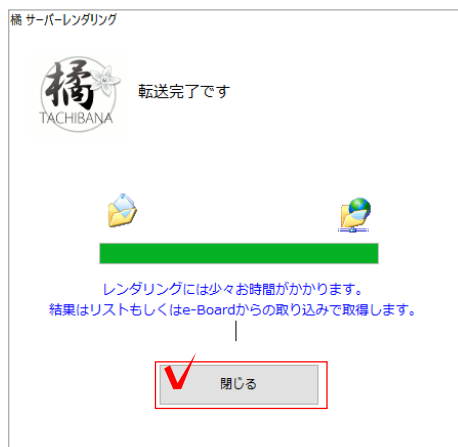 橘 サーバーレンダリング
橘
TACHIBANA
転送完了です
レンダリングには少々お時間がかかります。
結果はリストもしくはe-Boardからの取り込みで取得します。
閉じる